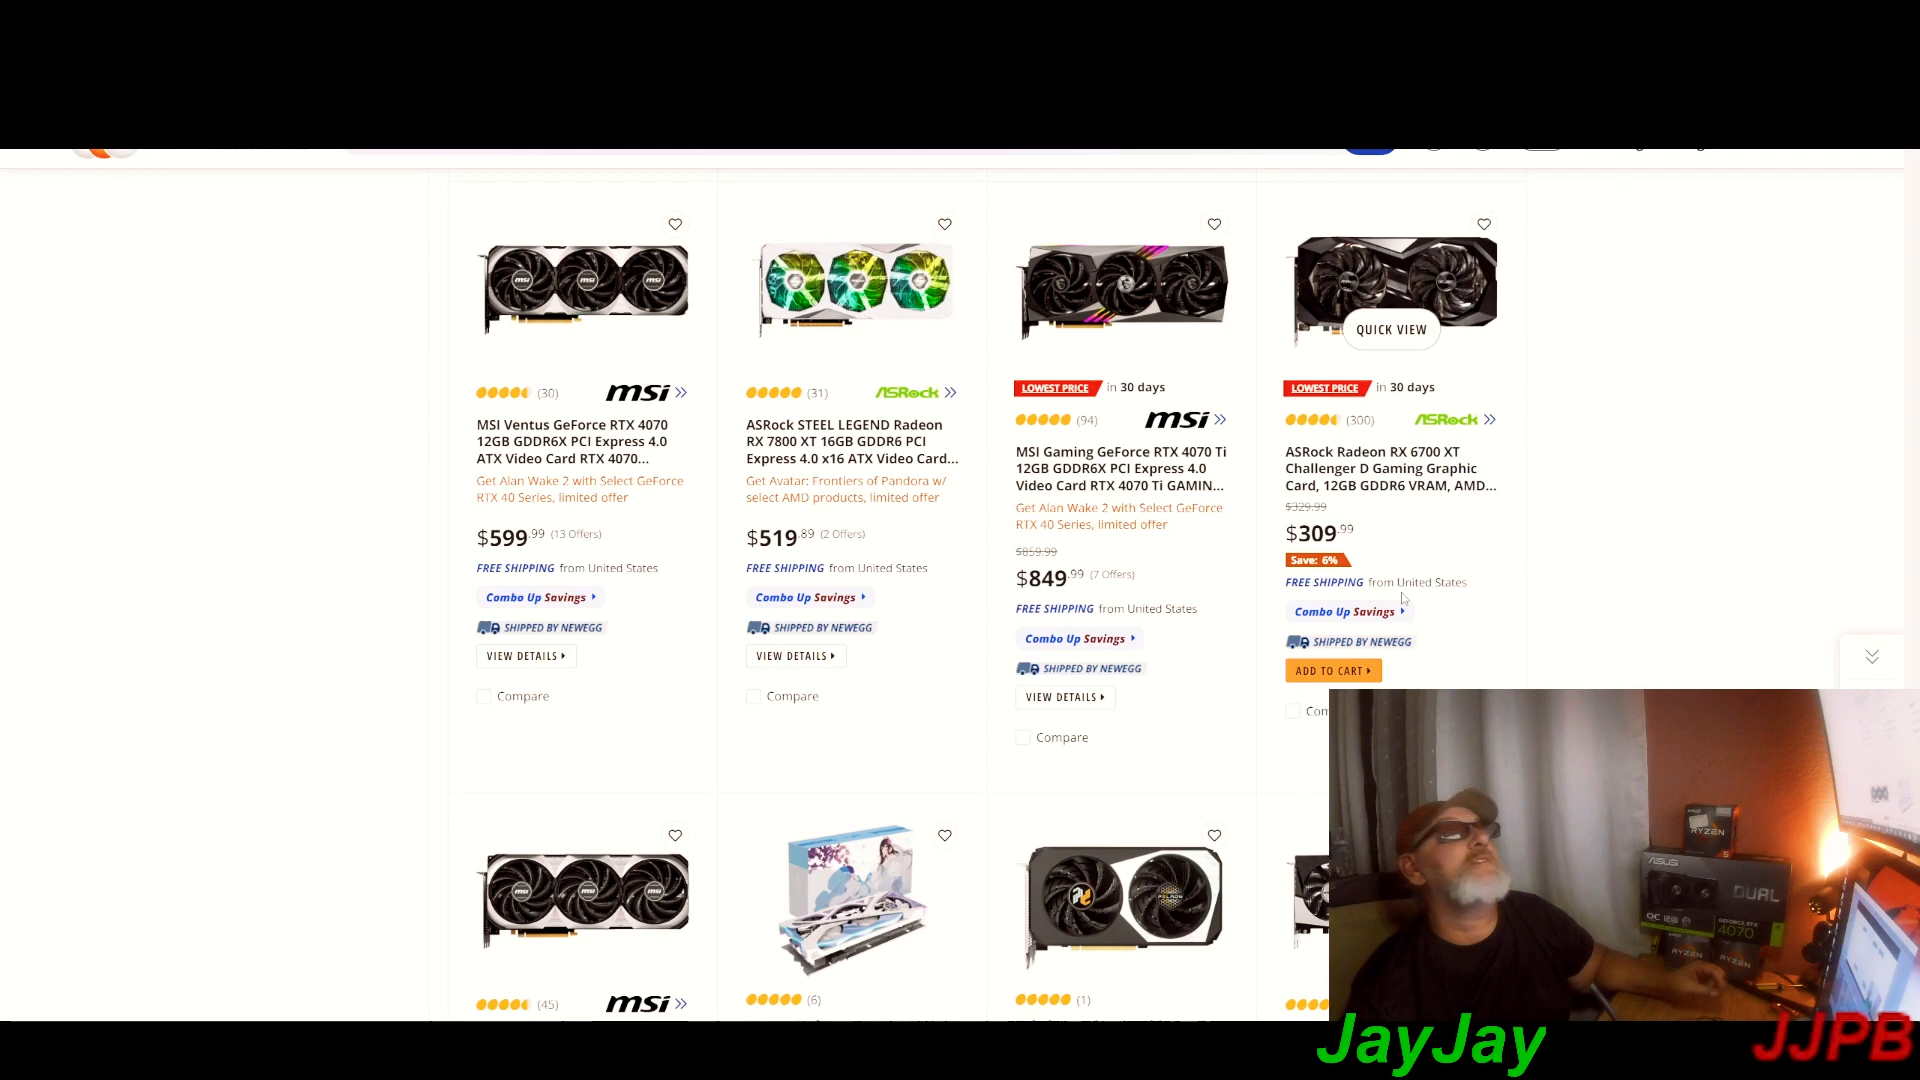 QUICK VIEW
(30) msi
MSI Ventus GeForce RTX 4070
12GB GDDR6X PCI Express 4.0
ATX Video Card RTX 4070...
Get Alan Wake 2 with Select GeForce
RTX 40 Series, limited offer
$599.99 (13 Offers)
FREE SHIPPING from United States
Combo Up Savings
SHIPPED BY NEWEGG
VIEW DETAILS
Compare
(31) ASRock
ASRock STEEL LEGEND Radeon
RX 7800 XT 16GB GDDR6 PCI
Express 4.0 x16 ATX Video Card...
Get Avatar: Frontiers of Pandora w/
select AMD products, limited offer
$519.89 (2 Offers)
FREE SHIPPING from United States
Combo Up Savings
SHIPPED BY NEWEGG
VIEW DETAILS
Compare
LOWEST PRICE in 30 days
(94) msi
MSI Gaming GeForce RTX 4070 Ti
12GB GDDR6X PCI Express 4.0
Video Card RTX 4070 Ti GAMIN...
Get Alan Wake 2 with Select GeForce
RTX 40 Series, limited offer
$859.99
$849.99 (7 Offers)
FREE SHIPPING from United States
Combo Up Savings
SHIPPED BY NEWEGG
VIEW DETAILS
Compare
LOWEST PRICE in 30 days
(300) ASRock
ASRock Radeon RX 6700 XT
Challenger D Gaming Graphic
Card, 12GB GDDR6 VRAM, AMD...
$329.99
$309.99
Save: 6%
FREE SHIPPING from United States
Combo Up Savings
SHIPPED BY NEWEGG
ADD TO CART
Com
(45) msi
(6)
(1)
RYZEN
ASUS
DUAL
OC 12GB
GEFORCE RTX
4070
RYZEN
RYZEN
JayJay
JJPB